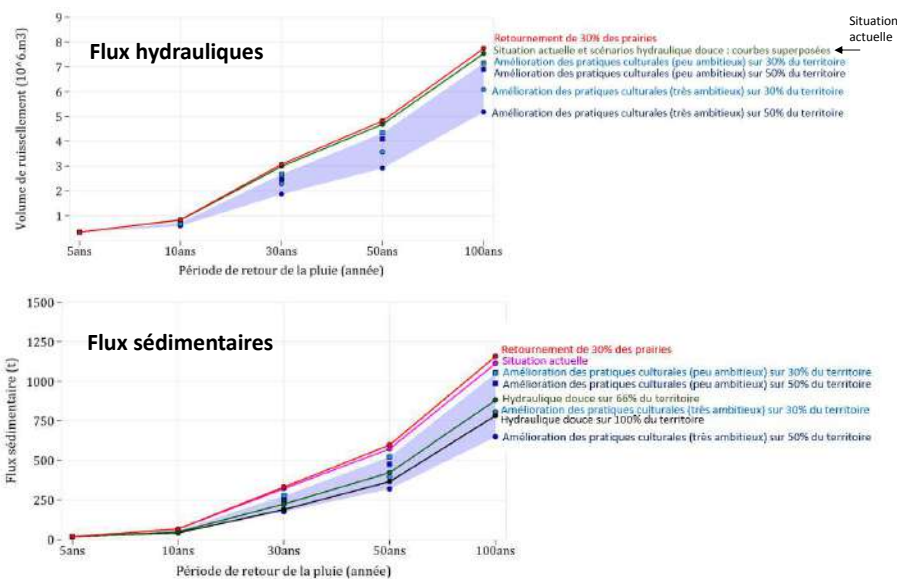 Flux hydrauliques
Volume de ruissellement (10^6.m3)
9
8
7
6
5
4
3
2
1
5ans
10ans
30ans
50ans
100ans
Période de retour de la pluie (année)
Retournement de 30% des prairies
Situation actuelle et scénarios hydraulique douce : courbes superposées
Amélioration des pratiques culturales (peu ambitieux) sur 30% du territoire
Amélioration des pratiques culturales (peu ambitieux) sur 50% du territoire
Amélioration des pratiques culturales (très ambitieux) sur 30% du territoire
Amélioration des pratiques culturales (très ambitieux) sur 50% du territoire
Situation
actuelle
Flux sédimentaires
Flux sédimentaire (t)
1500
1250
1000
750
500
250
0
5ans
10ans
30ans
50ans
100ans
Période de retour de la pluie (année)
Retournement de 30% des prairies
Situation actuelle
Amélioration des pratiques culturales (peu ambitieux) sur 30% du territoire
Amélioration des pratiques culturales (peu ambitieux) sur 50% du territoire
Hydraulique douce sur 66% du territoire
Amélioration des pratiques culturales (très ambitieux) sur 30% du territoire
Hydraulique douce sur 100% du territoire
Amélioration des pratiques culturales (très ambitieux) sur 50% du territoire